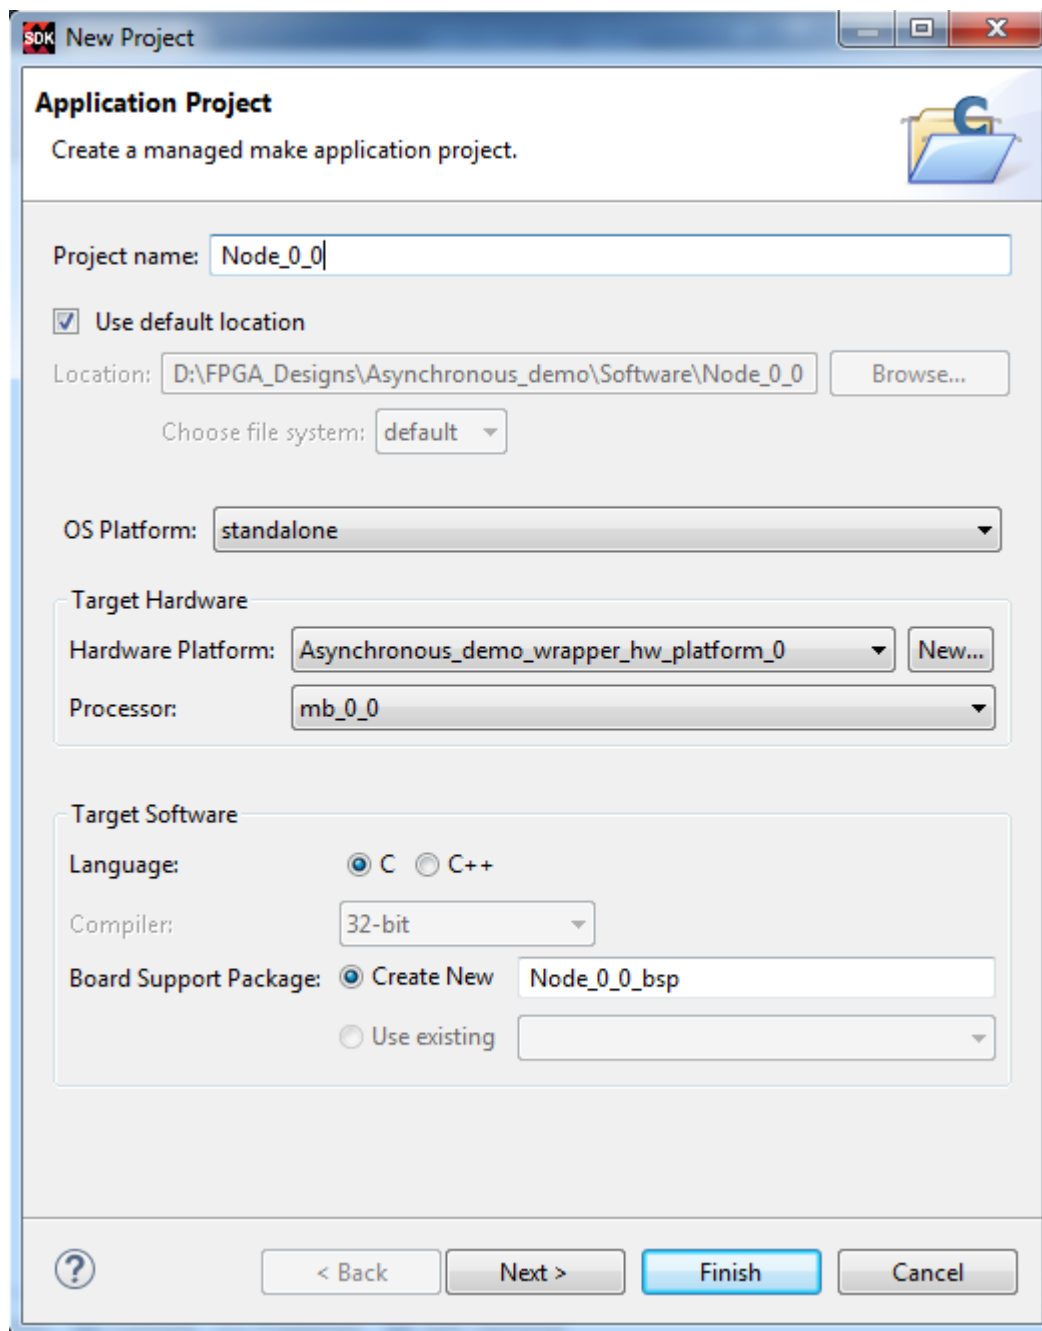 SDK New Project
Application Project
Create a managed make application project.
C
Project name: Node_0_0
Use default location
Location: D:\FPGA_Designs\Asynchronous_demo\Software\Node_0_0 Browse...
Choose file system: default
OS Platform: standalone
Target Hardware
Hardware Platform: Asynchronous_demo_wrapper_hw_platform_0 New...
Processor: mb_0_0
Target Software
Language: C C++
Compiler: 32-bit
Board Support Package: Create New Node_0_0_bsp
Use existing
? < Back Next > Finish Cancel